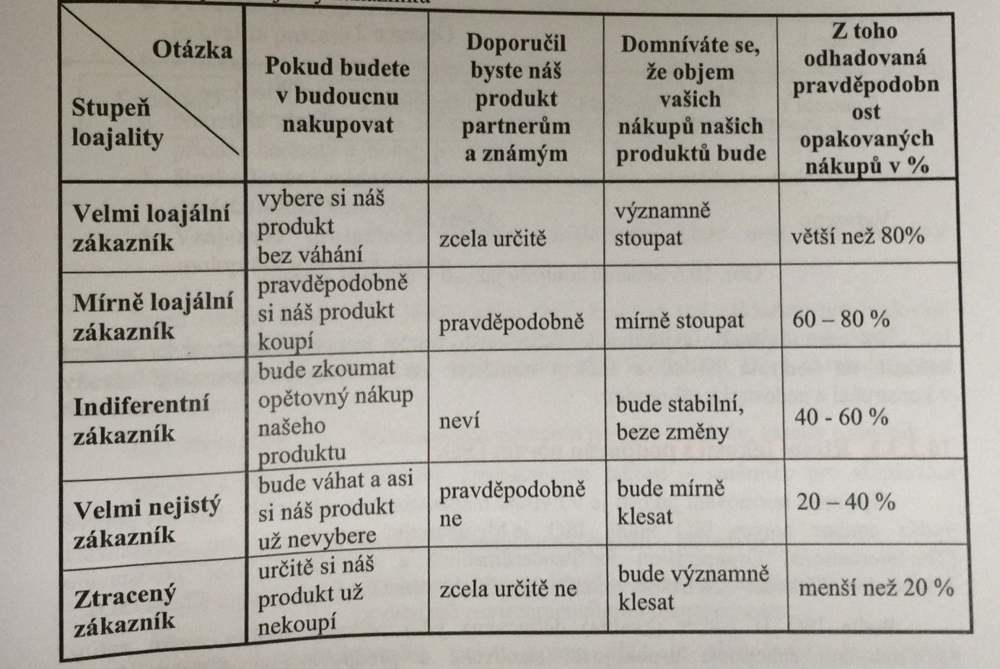 Otázka
Stupeň
loajality
Pokud budete
v budoucnu
nakupovat
Doporučil
byste náš
produkt
partnerům
a známým
Domníváte se,
že objem
vašich
nákupů našich
produktů bude
Z toho
odhadovaná
pravděpodobn
ost
opakovaných
nákupů v %
Velmi loajální
zákazník
vybere si náš
produkt
bez váhání
zcela určitě
významně
stoupat
větší než 80%
Mírně loajální
zákazník
pravděpodobně
si náš produkt
koupí
pravděpodobně
mírně stoupat
60 – 80 %
Indiferentní
zákazník
bude zkoumat
opětovný nákup
našeho
produktu
neví
bude stabilní,
beze změny
40 - 60 %
Velmi nejistý
zákazník
bude váhat a asi
si náš produkt
už nevybere
pravděpodobně
ne
bude mírně
klesat
20 – 40 %
Ztracený
zákazník
určitě si náš
produkt už
nekoupí
zcela určitě ne
bude významně
klesat
menší než 20 %